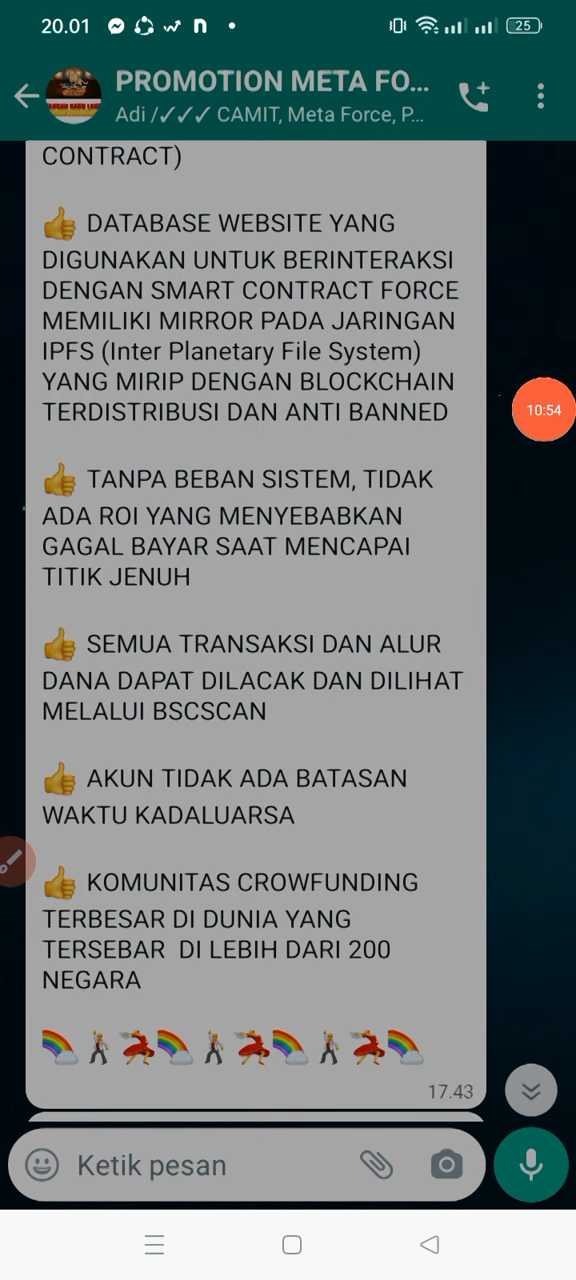 20.01
25
PROMOTION META FO...
Adi /✓✓✓ CAMIT, Meta Force, P...
CONTRACT)
👍 DATABASE WEBSITE YANG
DIGUNAKAN UNTUK BERINTERAKSI
DENGAN SMART CONTRACT FORCE
MEMILIKI MIRROR PADA JARINGAN
IPFS (Inter Planetary File System)
YANG MIRIP DENGAN BLOCKCHAIN
TERDISTRIBUSI DAN ANTI BANNED
10:54
👍 TANPA BEBAN SISTEM, TIDAK
ADA ROI YANG MENYEBABKAN
GAGAL BAYAR SAAT MENCAPAI
TITIK JENUH
👍 SEMUA TRANSAKSI DAN ALUR
DANA DAPAT DILACAK DAN DILIHAT
MELALUI BSCSCAN
👍 AKUN TIDAK ADA BATASAN
WAKTU KADALUARSA
👍 KOMUNITAS CROWFUNDING
TERBESAR DI DUNIA YANG
TERSEBAR  DI LEBIH DARI 200
NEGARA
🌈🕺💃🌈🕺💃🌈🕺💃🌈
17.43
Ketik pesan